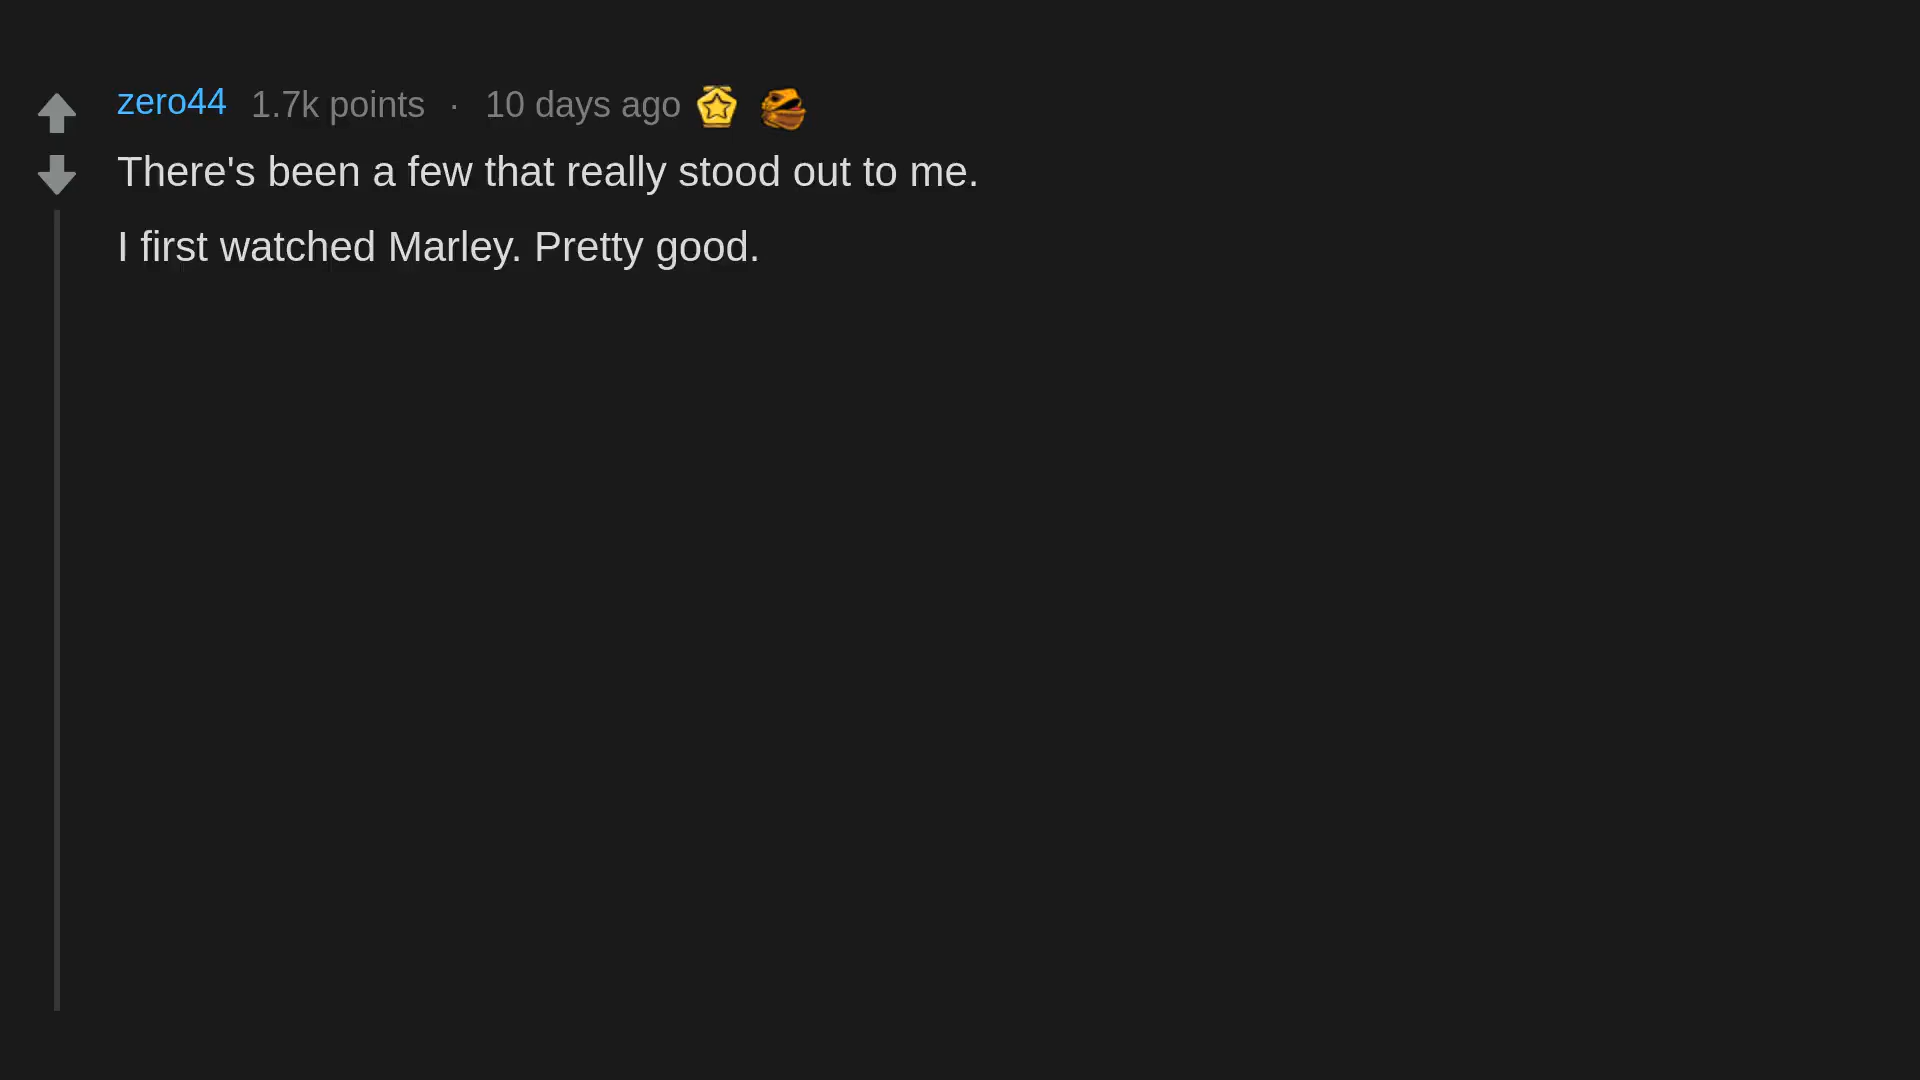 zero44 1.7k points · 10 days ago
There's been a few that really stood out to me.
I first watched Marley. Pretty good.